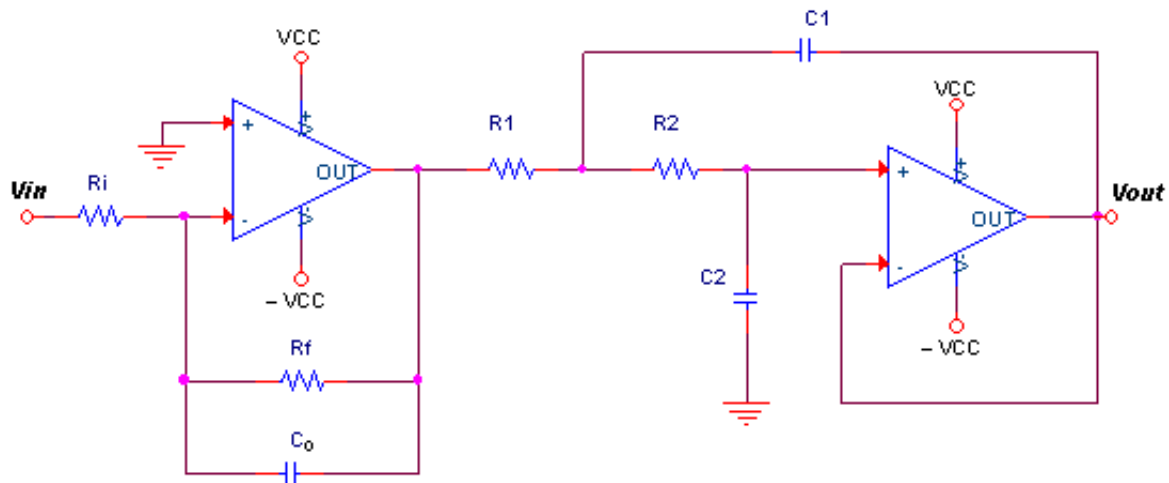 C1
VCC
VCC
R1
R2
+
+
OUT
Vin
Ri
-
+
+
Vout
OUT
-
C2
– VCC
– VCC
Rf
Co